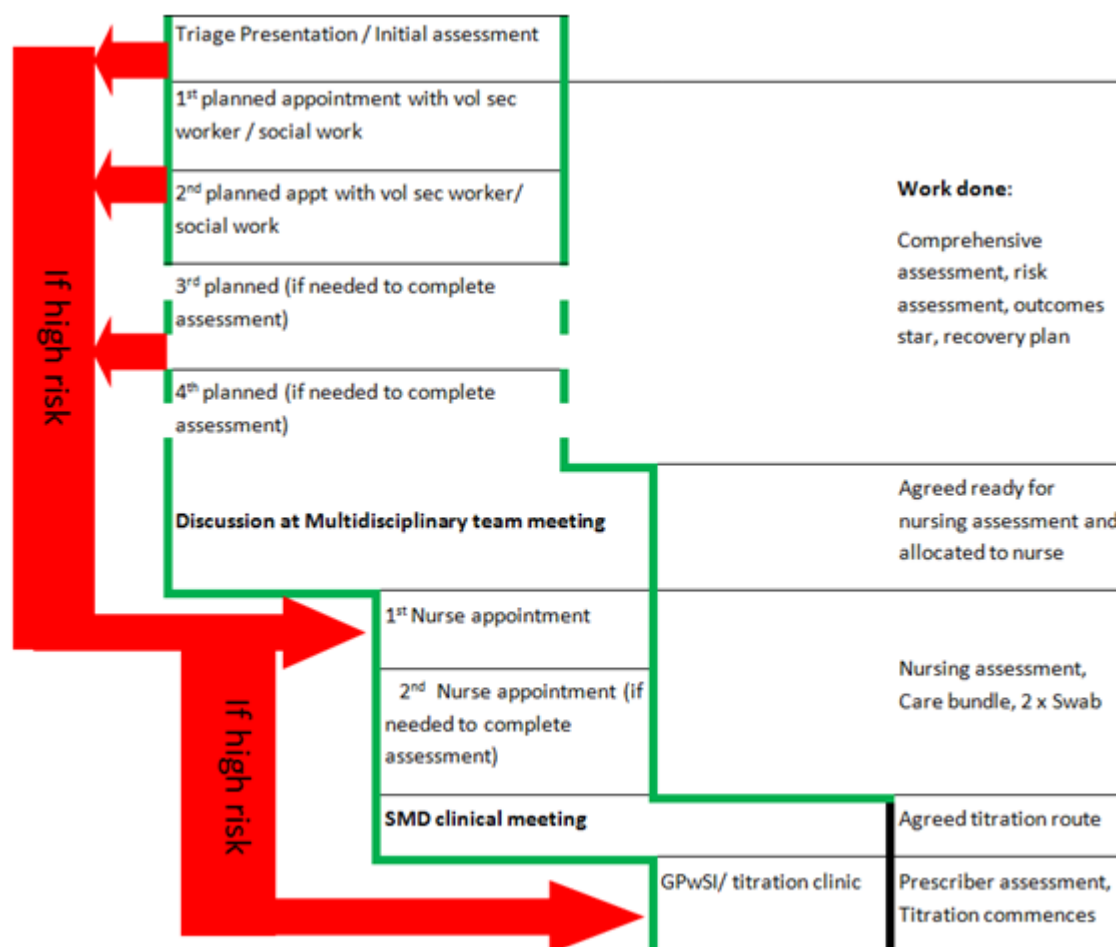 Triage Presentation / Initial assessment
1st planned appointment with vol sec
worker / social work
2nd planned appt with vol sec worker/
social work
3rd planned (if needed to complete
assessment)
4th planned (if needed to complete
assessment)
Work done:
Comprehensive
assessment, risk
assessment, outcomes
star, recovery plan
If high risk
Discussion at Multidisciplinary team meeting
Agreed ready for
nursing assessment and
allocated to nurse
1st Nurse appointment
2nd Nurse appointment (if
needed to complete
assessment)
Nursing assessment,
Care bundle, 2 x Swab
If high risk
SMD clinical meeting
Agreed titration route
GPwSI/ titration clinic
Prescriber assessment,
Titration commences